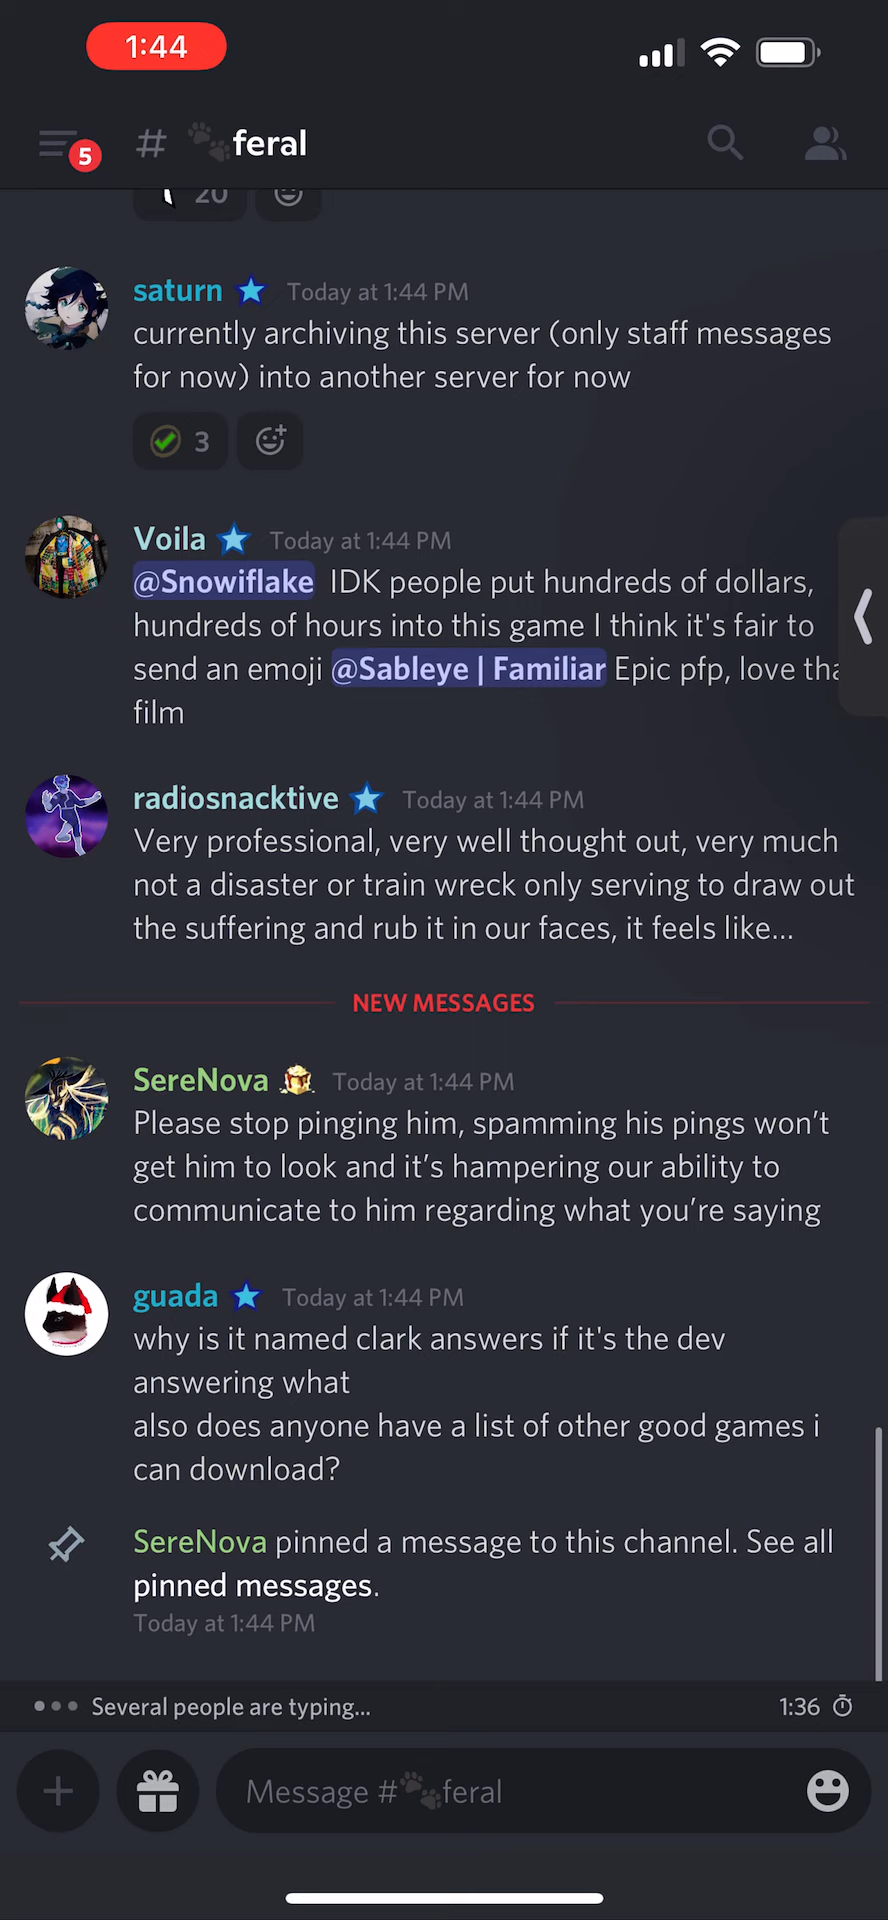 1:44
5
# feral
20
saturn Today at 1:44 PM
currently archiving this server (only staff messages
for now) into another server for now
3
Voila Today at 1:44 PM
@Snowiflake IDK people put hundreds of dollars,
hundreds of hours into this game I think it's fair to
send an emoji @Sableye | Familiar Epic pfp, love tha
film
radiosnacktive Today at 1:44 PM
Very professional, very well thought out, very much
not a disaster or train wreck only serving to draw out
the suffering and rub it in our faces, it feels like...
NEW MESSAGES
SereNova Today at 1:44 PM
Please stop pinging him, spamming his pings won’t
get him to look and it’s hampering our ability to
communicate to him regarding what you’re saying
guada Today at 1:44 PM
why is it named clark answers if it's the dev
answering what
also does anyone have a list of other good games i
can download?
SereNova pinned a message to this channel. See all
pinned messages.
Today at 1:44 PM
Several people are typing... 1:36
Message # feral